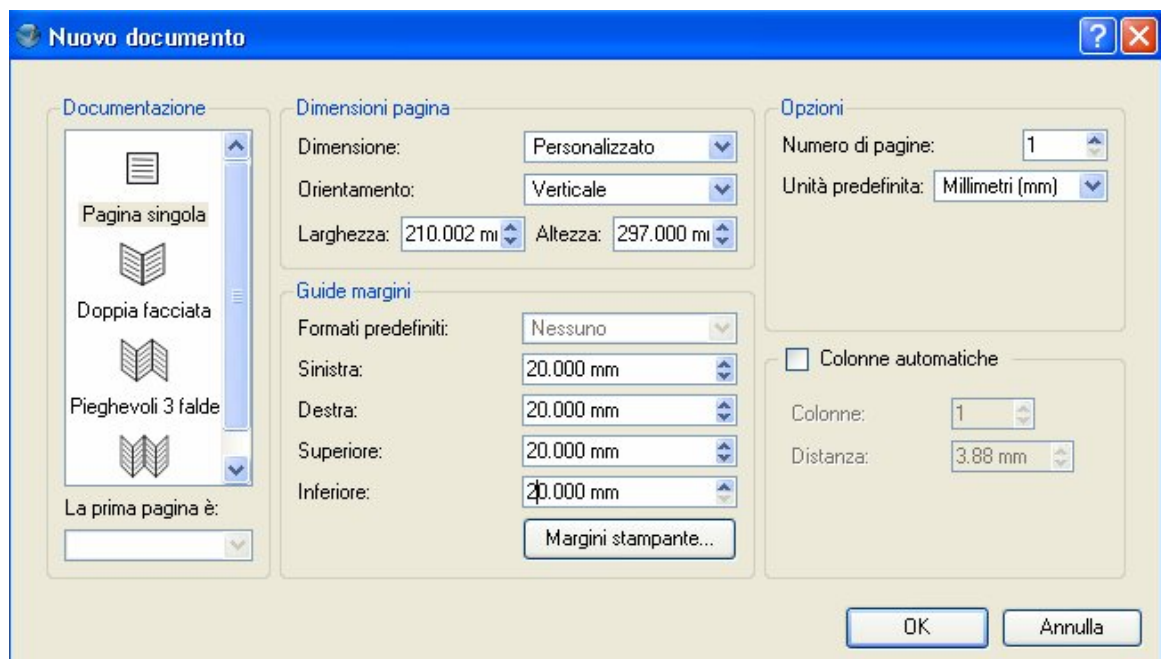 Nuovo documento
Documentazione
Pagina singola
Doppia facciata
Pieghevoli 3 falde
La prima pagina è:
Dimensioni pagina
Dimensione: Personalizzato
Orientamento: Verticale
Larghezza: 210.002 m Altezza: 297.000 m
Guide margini
Formati predefiniti: Nessuno
Sinistra: 20.000 mm
Destra: 20.000 mm
Superiore: 20.000 mm
Inferiore: 20.000 mm
Margini stampante...
Opzioni
Numero di pagine: 1
Unità predefinita: Millimetri (mm)
Colonne automatiche
Colonne: 1
Distanza: 3.88 mm
OK Annulla